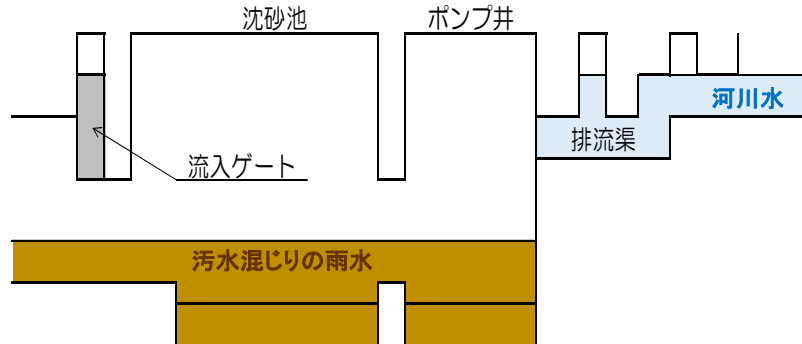 沈砂池
ポンプ井
河川水
排流渠
流入ゲート
汚水混じりの雨水